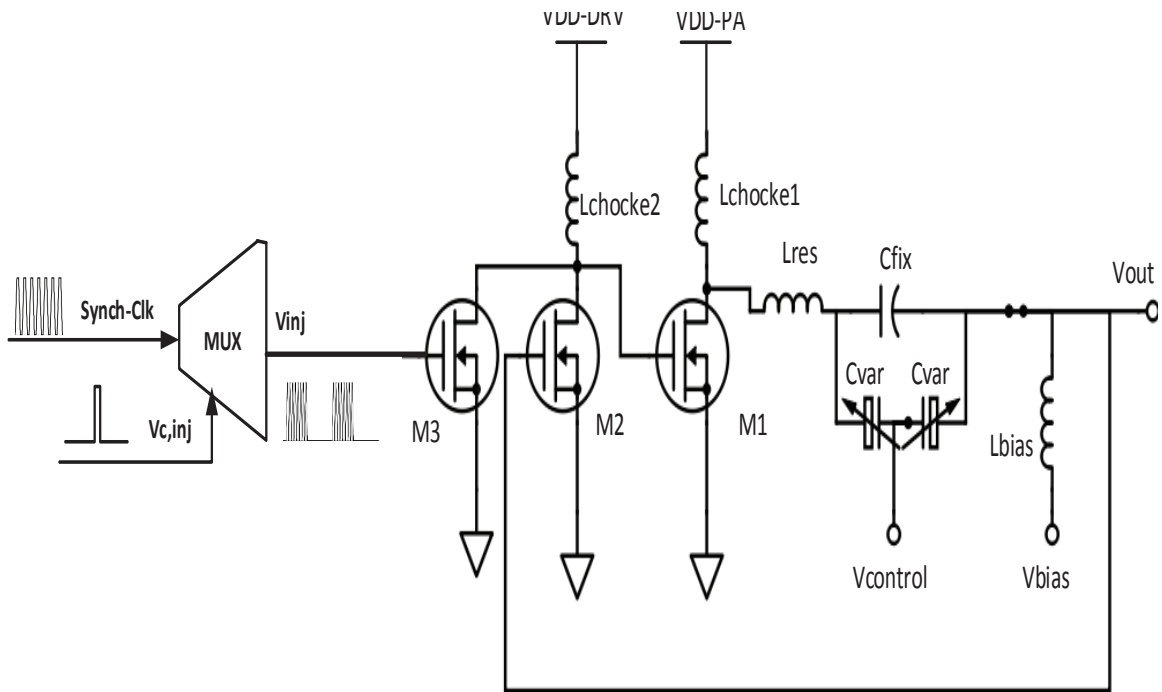 VDD-DRV
VDD-PA
Lchocke2
Lchocke1
Lres
Cfix
Vout
Synch-Clk
MUX
Vinj
Vc,inj
M3
M2
M1
Cvar
Cvar
Lbias
Vcontrol
Vbias